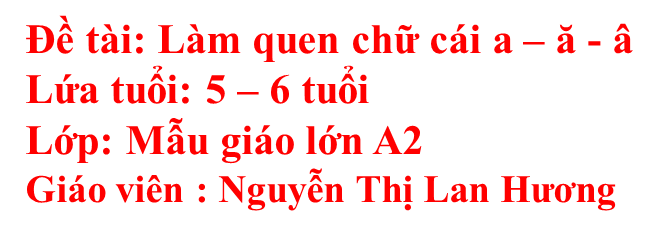 Đề tài: Làm quen chữ cái a – ă - â
Lứa tuổi: 5 – 6 tuổi
Lớp: Mẫu giáo lớn A2
Giáo viên : Nguyễn Thị Lan Hương